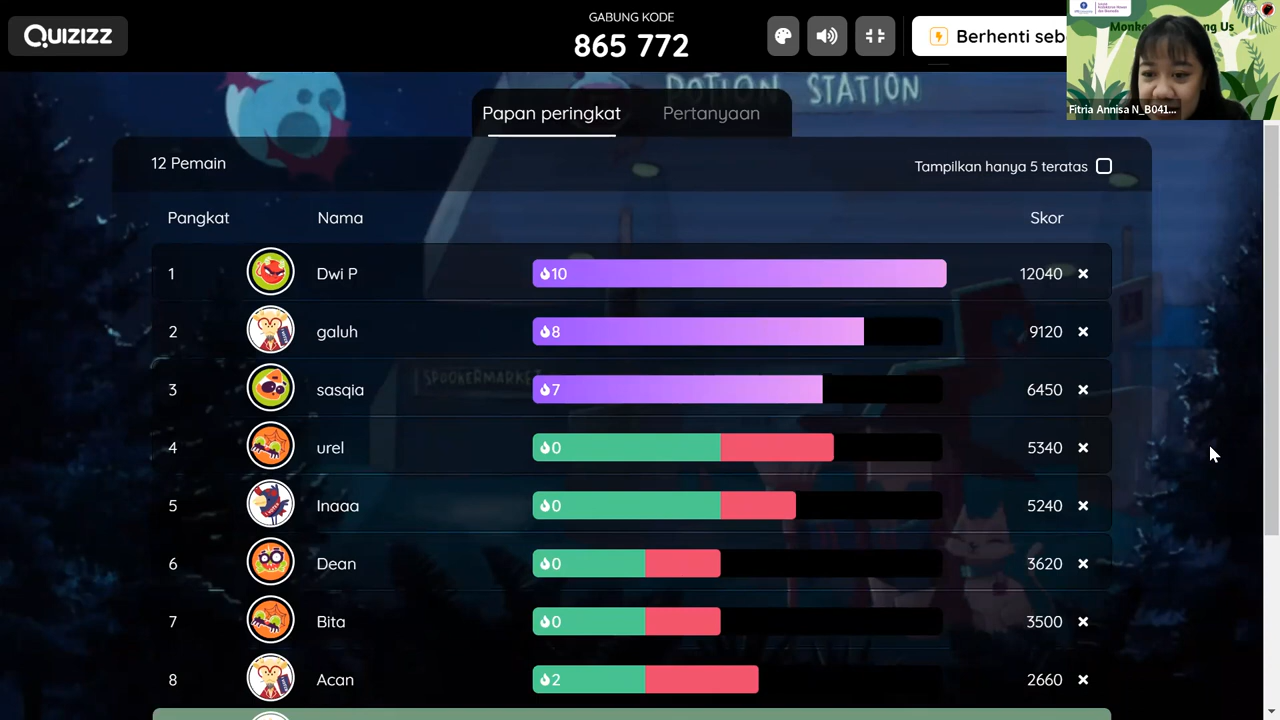 Quizizz
GABUNG KODE
865 772
Berhenti seb
Fitria Annisa N_B041...
POTION STATION
Papan peringkat
Pertanyaan
12 Pemain
Tampilkan hanya 5 teratas
Pangkat Nama Skor
1 Dwi P 10 12040
2 galuh 8 9120
3 sasqia 7 6450
SPOOKERMARKET
4 urel 0 5340
5 Inaaa 0 5240
6 Dean 0 3620
7 Bita 0 3500
8 Acan 2 2660